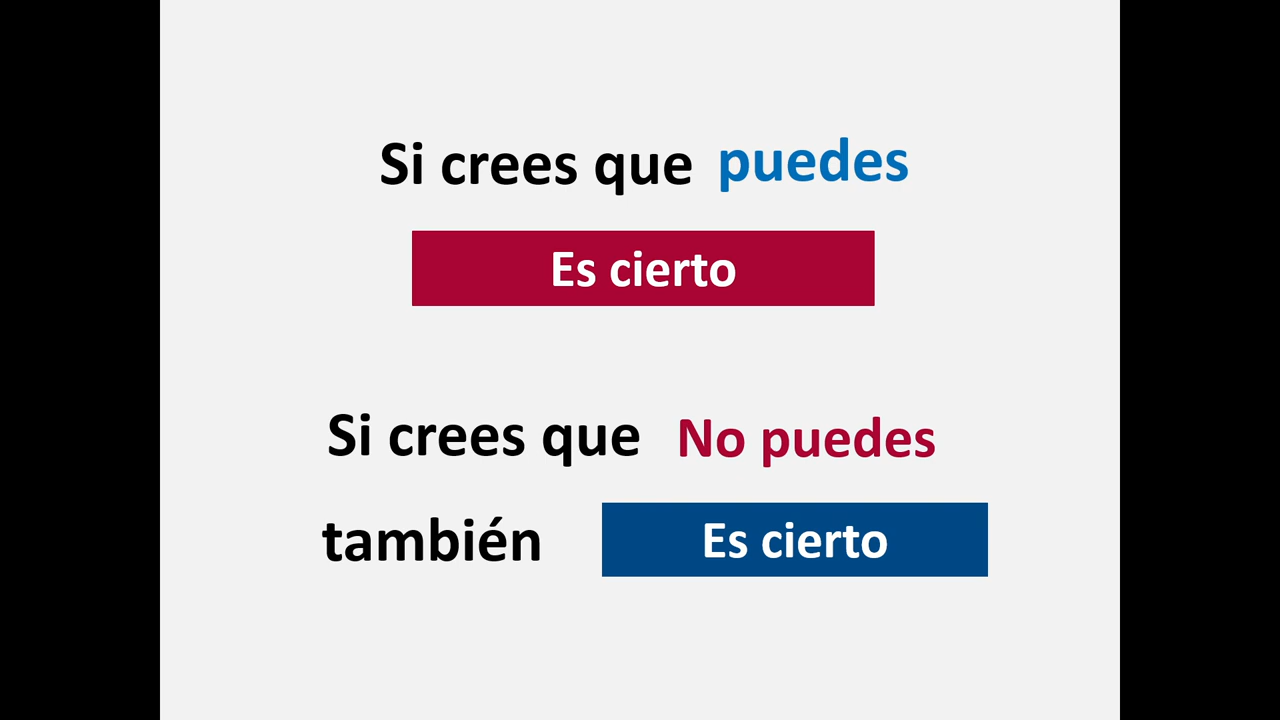 Si crees que puedes
Es cierto
Si crees que No puedes
también Es cierto